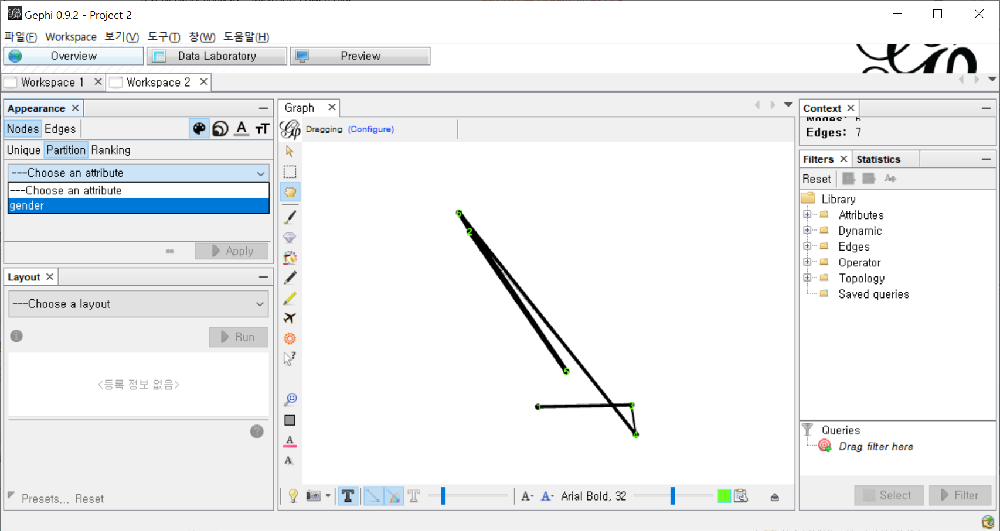 Gephi 0.9.2 - Project 2
파일(F) Workspace 보기(V) 도구(T) 창(W) 도움말(H)
Overview Data Laboratory Preview
Workspace 1 Workspace 2
Appearance
Nodes Edges
Unique Partition Ranking
---Choose an attribute
---Choose an attribute
gender
Apply
Layout
---Choose a layout
Run
<등록 정보 없음>
Presets... Reset
Graph
Dragging (Configure)
6
2
5
1
3
4
Arial Bold, 32
Context
Nodes: 6
Edges: 7
Filters Statistics
Reset
Library
Attributes
Dynamic
Edges
Operator
Topology
Saved queries
Queries
Drag filter here
Select Filter